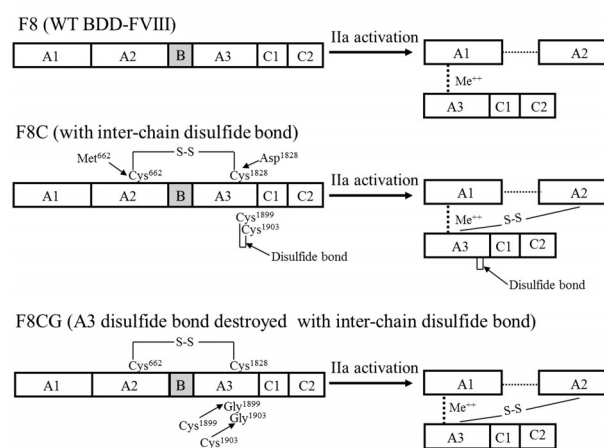 F8 (WT BDD-FVIII)
A1 A2 B A3 C1 C2
IIa activation
A1 A2
Me++
A3 C1 C2
F8C (with inter-chain disulfide bond)
Met662 S-S Asp1828
Cys662 Cys1828
A1 A2 B A3 C1 C2
IIa activation
A1 A2
Me++ S-S
A3 C1 C2
Cys1899
Cys1903
Disulfide bond
Disulfide bond
F8CG (A3 disulfide bond destroyed with inter-chain disulfide bond)
S-S
Cys662 Cys1828
A1 A2 B A3 C1 C2
IIa activation
A1 A2
Me++ S-S
A3 C1 C2
Gly1899
Gly1903
Cys1899
Cys1903